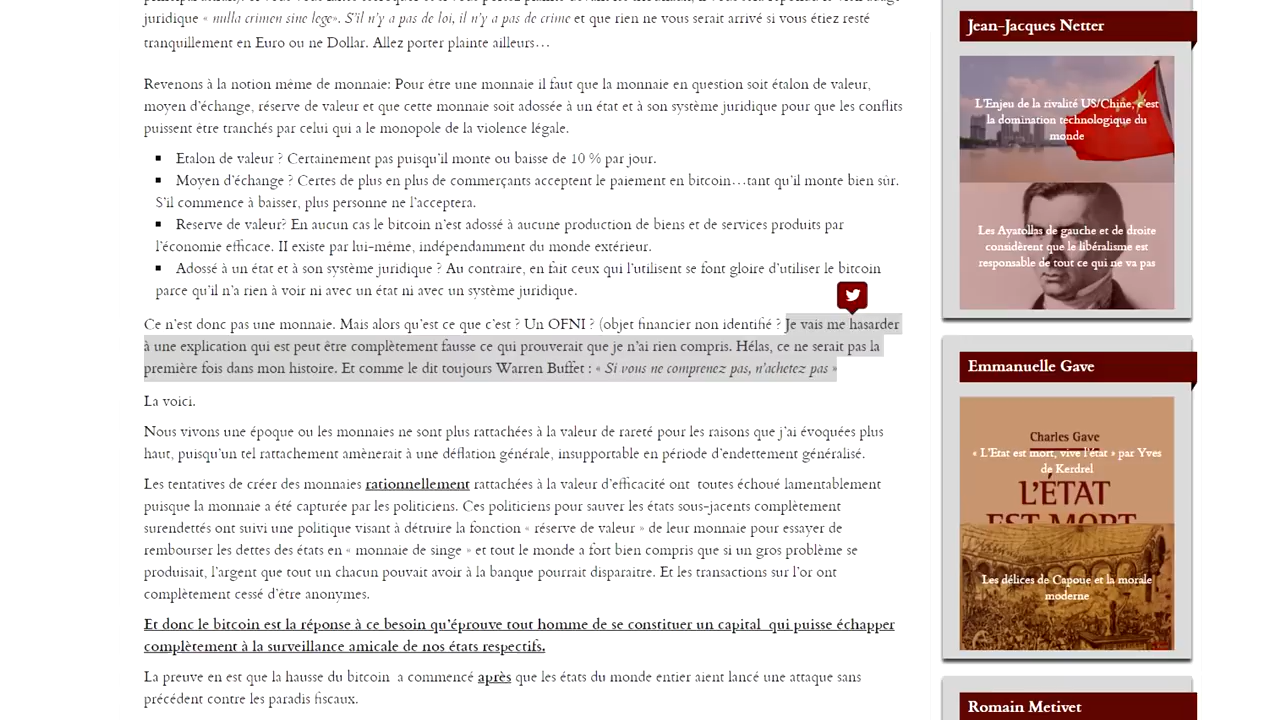 juridique « nulla crimen sine lege». S'il n'y a pas de loi, il n'y a pas de crime et que rien ne vous serait arrivé si vous étiez resté
tranquillement en Euro ou ne Dollar. Allez porter plainte ailleurs…
Revenons à la notion même de monnaie: Pour être une monnaie il faut que la monnaie en question soit étalon de valeur,
moyen d'échange, réserve de valeur et que cette monnaie soit adossée à un état et à son système juridique pour que les conflits
puissent être tranchés par celui qui a le monopole de la violence légale.
▪ Etalon de valeur ? Certainement pas puisqu'il monte ou baisse de 10 % par jour.
▪ Moyen d'échange ? Certes de plus en plus de commerçants acceptent le paiement en bitcoin…tant qu'il monte bien sûr.
S'il commence à baisser, plus personne ne l'acceptera.
▪ Reserve de valeur? En aucun cas le bitcoin n'est adossé à aucune production de biens et de services produits par
l'économie efficace. II existe par lui-même, indépendamment du monde extérieur.
▪ Adossé à un état et à son système juridique ? Au contraire, en fait ceux qui l'utilisent se font gloire d'utiliser le bitcoin
parce qu'il n'a rien à voir ni avec un état ni avec un système juridique.
Ce n'est donc pas une monnaie. Mais alors qu'est ce que c'est ? Un OFNI ? (objet financier non identifié ? Je vais me hasarder
à une explication qui est peut être complètement fausse ce qui prouverait que je n'ai rien compris. Hélas, ce ne serait pas la
première fois dans mon histoire. Et comme le dit toujours Warren Buffet : « Si vous ne comprenez pas, n'achetez pas »
La voici.
Nous vivons une époque ou les monnaies ne sont plus rattachées à la valeur de rareté pour les raisons que j'ai évoquées plus
haut, puisqu'un tel rattachement amènerait à une déflation générale, insupportable en période d'endettement généralisé.
Les tentatives de créer des monnaies rationnellement rattachées à la valeur d'efficacité ont toutes échoué lamentablement
puisque la monnaie a été capturée par les politiciens. Ces politiciens pour sauver les états sous-jacents complètement
surendettés ont suivi une politique visant à détruire la fonction « réserve de valeur » de leur monnaie pour essayer de
rembourser les dettes des états en « monnaie de singe » et tout le monde a fort bien compris que si un gros problème se
produisait, l'argent que tout un chacun pouvait avoir à la banque pourrait disparaitre. Et les transactions sur l'or ont
complètement cessé d'être anonymes.
Et donc le bitcoin est la réponse à ce besoin qu'éprouve tout homme de se constituer un capital qui puisse échapper
complètement à la surveillance amicale de nos états respectifs.
La preuve en est que la hausse du bitcoin a commencé après que les états du monde entier aient lancé une attaque sans
précédent contre les paradis fiscaux.
Jean-Jacques Netter
L'Enjeu de la rivalité US/Chine, c'est
la domination technologique du
monde
Les Ayatollas de gauche et de droite
considèrent que le libéralisme est
responsable de tout ce qui ne va pas
Emmanuelle Gave
Charles Gave
« L'Etat est mort, vive l'état » par Yves
de Kerdrel
L'ÉTAT
EST MORT
Les délices de Capoue et la morale
moderne
Romain Metivet